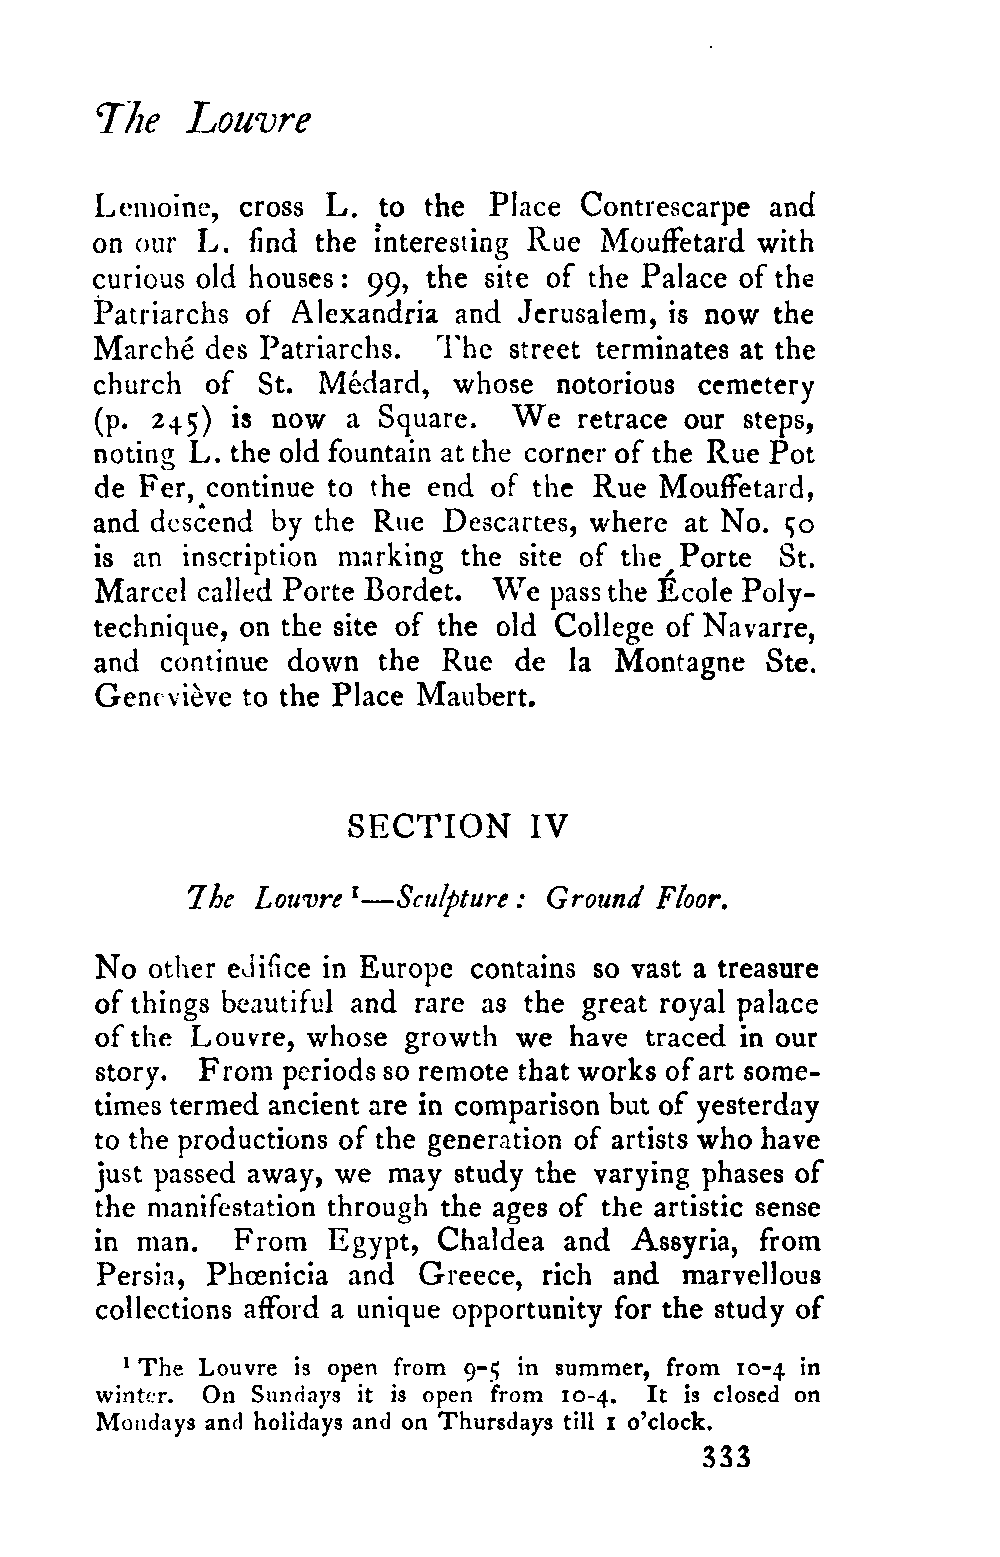 The Louvre
Lemoine, cross L. to the Place Contrescarpe and
on our L. find the interesting Rue Mouffetard with
curious old houses: 99, the site of the Palace of the
Patriarchs of Alexandria and Jerusalem, is now the
Marché des Patriarchs. The street terminates at the
church of St. Médard, whose notorious cemetery
(p. 245) is now a Square. We retrace our steps,
noting L. the old fountain at the corner of the Rue Pot
de Fer, continue to the end of the Rue Mouffetard,
and descend by the Rue Descartes, where at No. 50
is an inscription marking the site of the Porte St.
Marcel called Porte Bordet. We pass the École Poly-
technique, on the site of the old College of Navarre,
and continue down the Rue de la Montagne Ste.
Geneviève to the Place Maubert.
SECTION IV
The Louvre ¹—Sculpture: Ground Floor.
No other edifice in Europe contains so vast a treasure
of things beautiful and rare as the great royal palace
of the Louvre, whose growth we have traced in our
story. From periods so remote that works of art some-
times termed ancient are in comparison but of yesterday
to the productions of the generation of artists who have
just passed away, we may study the varying phases of
the manifestation through the ages of the artistic sense
in man. From Egypt, Chaldea and Assyria, from
Persia, Phœnicia and Greece, rich and marvellous
collections afford a unique opportunity for the study of
¹ The Louvre is open from 9-5 in summer, from 10-4 in
winter. On Sundays it is open from 10-4. It is closed on
Mondays and holidays and on Thursdays till 1 o'clock.
333